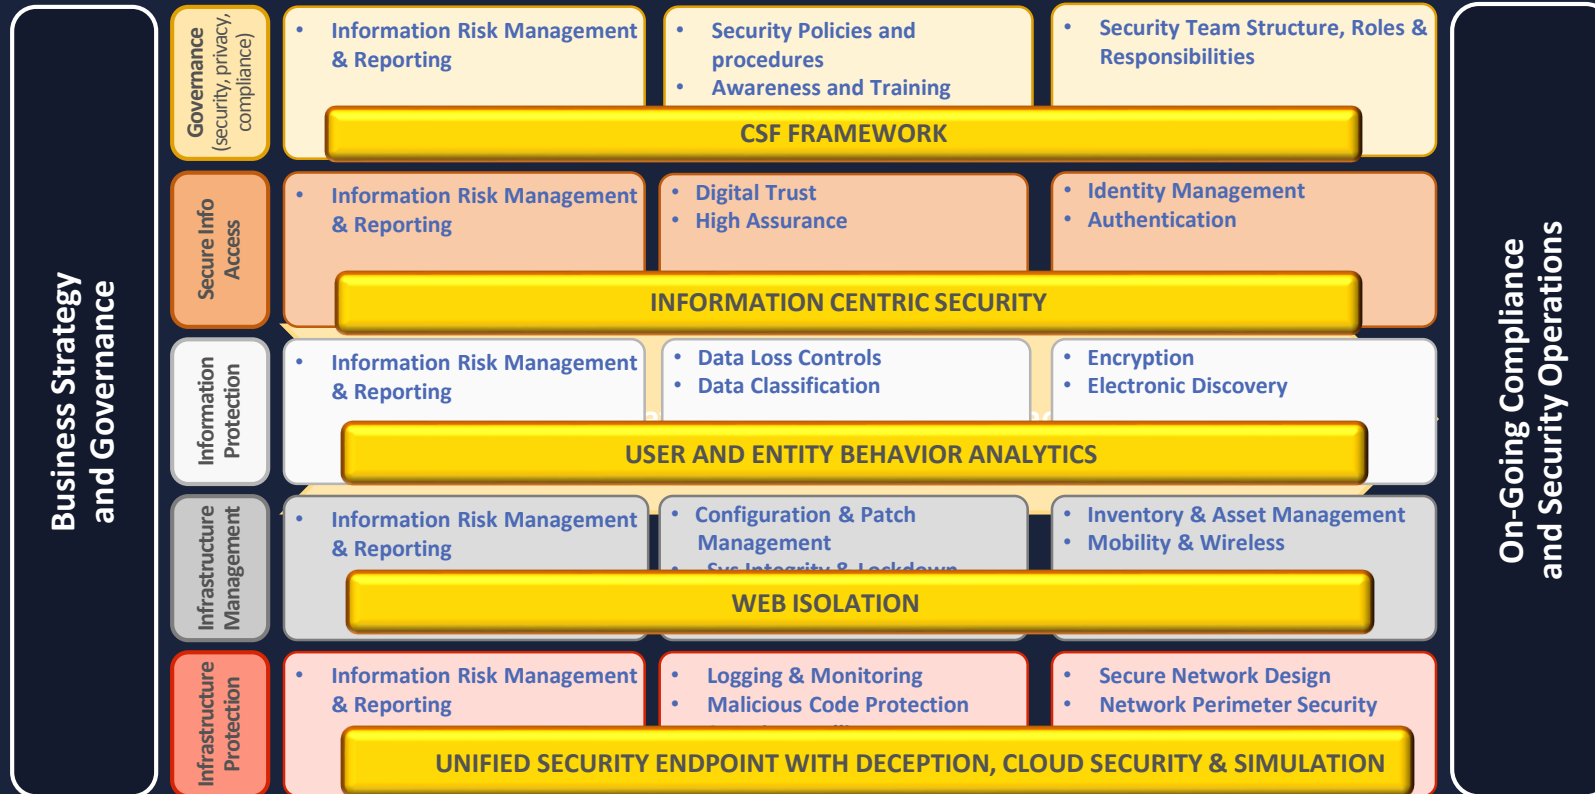 Business Strategy
and Governance
Governance
(security, privacy,
compliance)
• Information Risk Management
& Reporting
• Security Policies and
procedures
• Awareness and Training
• Security Team Structure, Roles &
Responsibilities
CSF FRAMEWORK
Secure Info
Access
• Information Risk Management
& Reporting
• Digital Trust
• High Assurance
• Identity Management
• Authentication
INFORMATION CENTRIC SECURITY
Information
Protection
• Information Risk Management
& Reporting
• Data Loss Controls
• Data Classification
• Encryption
• Electronic Discovery
USER AND ENTITY BEHAVIOR ANALYTICS
Infrastructure
Management
• Information Risk Management
& Reporting
• Configuration & Patch
Management
• Sys Integrity & Lockdown
• Inventory & Asset Management
• Mobility & Wireless
WEB ISOLATION
Infrastructure
Protection
• Information Risk Management
& Reporting
• Logging & Monitoring
• Malicious Code Protection
• Secure Network Design
• Network Perimeter Security
UNIFIED SECURITY ENDPOINT WITH DECEPTION, CLOUD SECURITY & SIMULATION
On-Going Compliance
and Security Operations